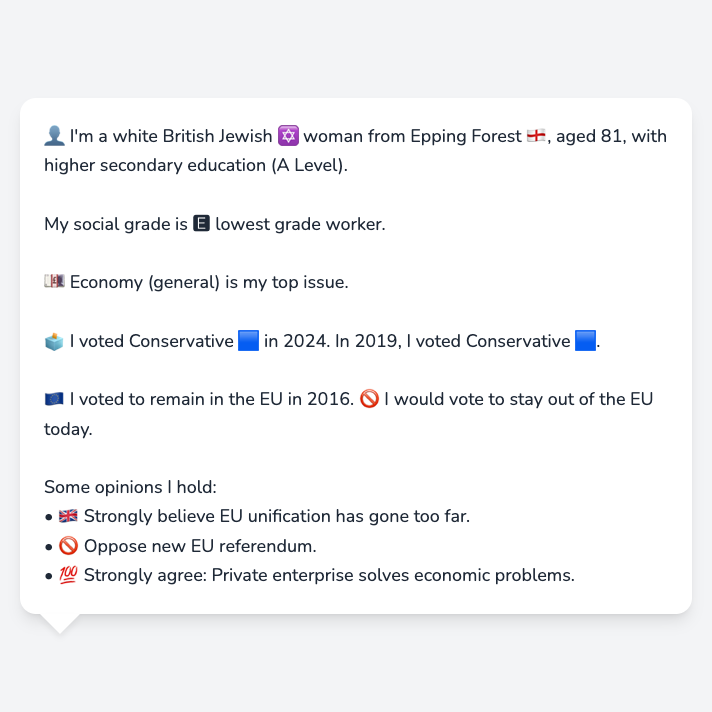 👤 I'm a white British Jewish ✡️ woman from Epping Forest 🏴󠁧󠁢󠁥󠁮󠁧󠁿, aged 81, with
higher secondary education (A Level).
My social grade is 🅴 lowest grade worker.
💷 Economy (general) is my top issue.
🗳️ I voted Conservative 🟦 in 2024. In 2019, I voted Conservative 🟦.
🇪🇺 I voted to remain in the EU in 2016. 🚫 I would vote to stay out of the EU
today.
Some opinions I hold:
• 🇬🇧 Strongly believe EU unification has gone too far.
• 🚫 Oppose new EU referendum.
• 💯 Strongly agree: Private enterprise solves economic problems.